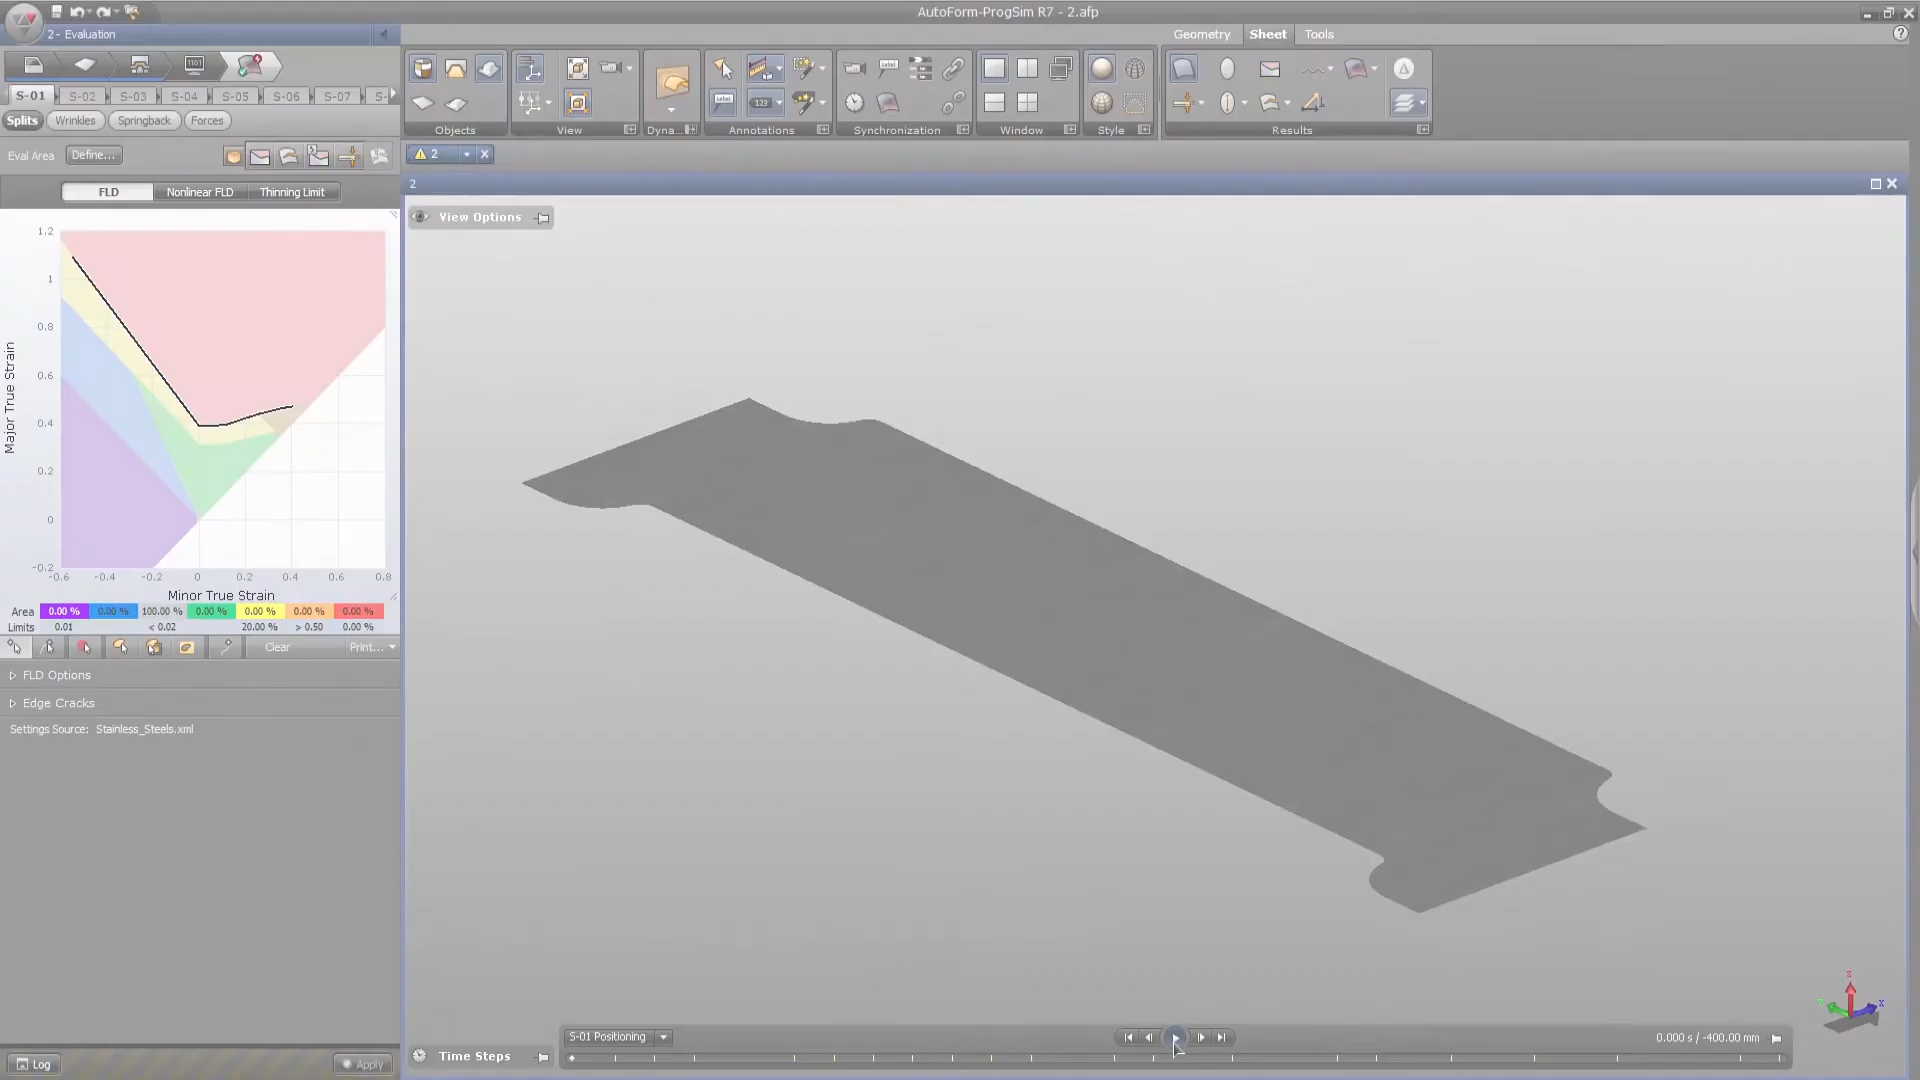 AutoForm-ProgSim R7 - 2.afp
2 - Evaluation
Geometry Sheet Tools
S-01 S-02 S-03 S-04 S-05 S-06 S-07 S-
Splits Wrinkles Springback Forces
Objects View Dyna... Annotations Synchronization Window Style Results
Eval Area Define...
2
FLD Nonlinear FLD Thinning Limit
2
View Options
1.2
1
0.8
0.6
0.4
0.2
0
-0.2
Major True Strain
-0.6 -0.4 -0.2 0 0.2 0.4 0.6 0.8
Minor True Strain
Area 0.00 % 0.00 % 100.00 % 0.00 % 0.00 % 0.00 % 0.00 %
Limits 0.01 < 0.02 20.00 % > 0.50 0.00 %
Clear Print...
FLD Options
Edge Cracks
Settings Source: Stainless_Steels.xml
S-01 Positioning
0.000 s / -400.00 mm
Time Steps
Log
Apply